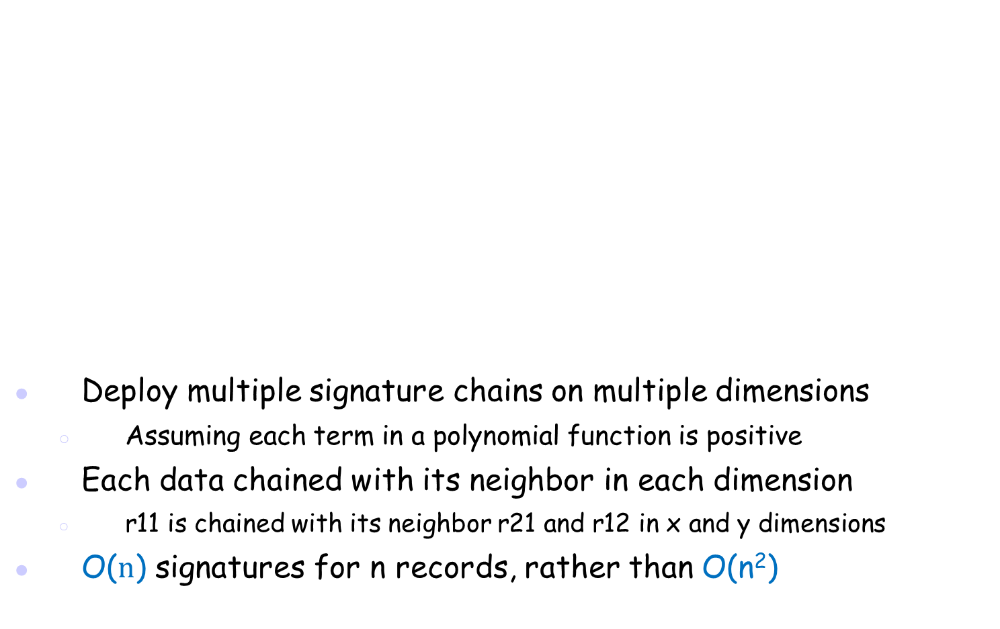 • Deploy multiple signature chains on multiple dimensions
○ Assuming each term in a polynomial function is positive
• Each data chained with its neighbor in each dimension
○ r11 is chained with its neighbor r21 and r12 in x and y dimensions
• O(n) signatures for n records, rather than O(n²)